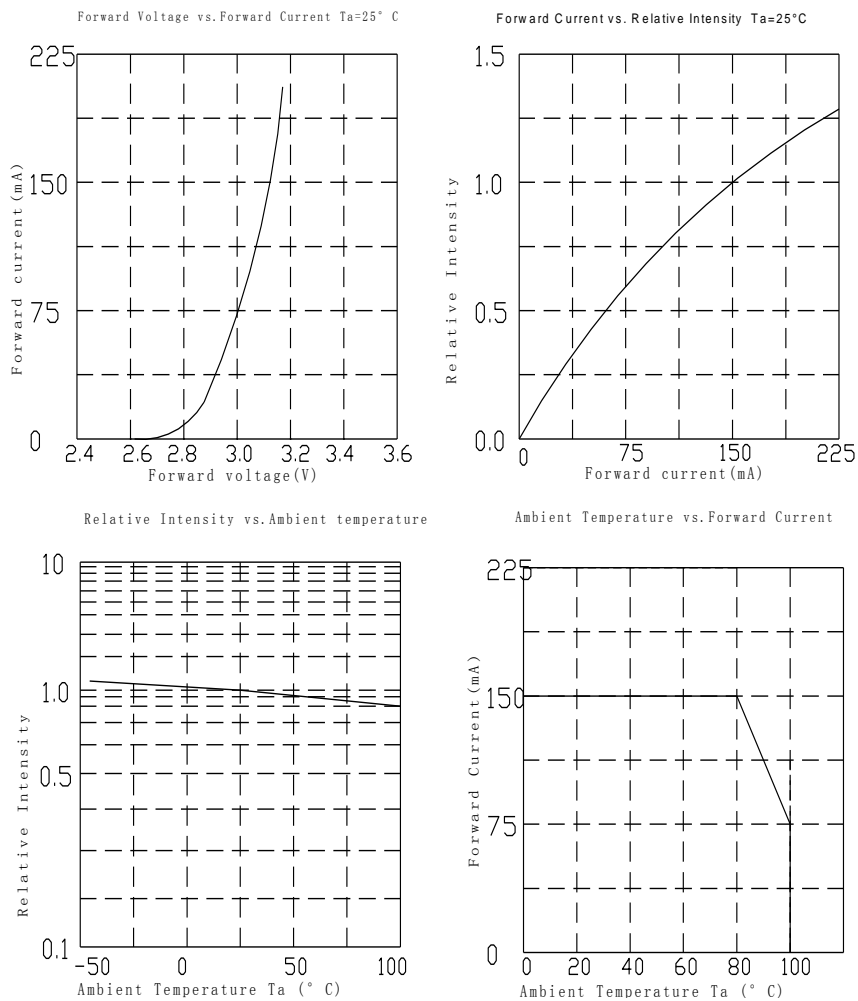 Forward Voltage vs.Forward Current Ta=25° C
225
150
75
0
Forward current(mA)
2.4 2.6 2.8 3.0 3.2 3.4 3.6
Forward voltage(V)
Forward Current vs. Relative Intensity Ta=25°C
1.5
1.0
0.5
0.0
Relative Intensity
0 75 150 225
Forward current(mA)
Relative Intensity vs.Ambient temperature
10
1.0
0.5
0.1
Relative Intensity
-50 0 50 100
Ambient Temperature Ta (° C)
Ambient Temperature vs.Forward Current
225
150
75
0
Forward Current(mA)
0 20 40 60 80 100
Ambient Temperature Ta (° C)